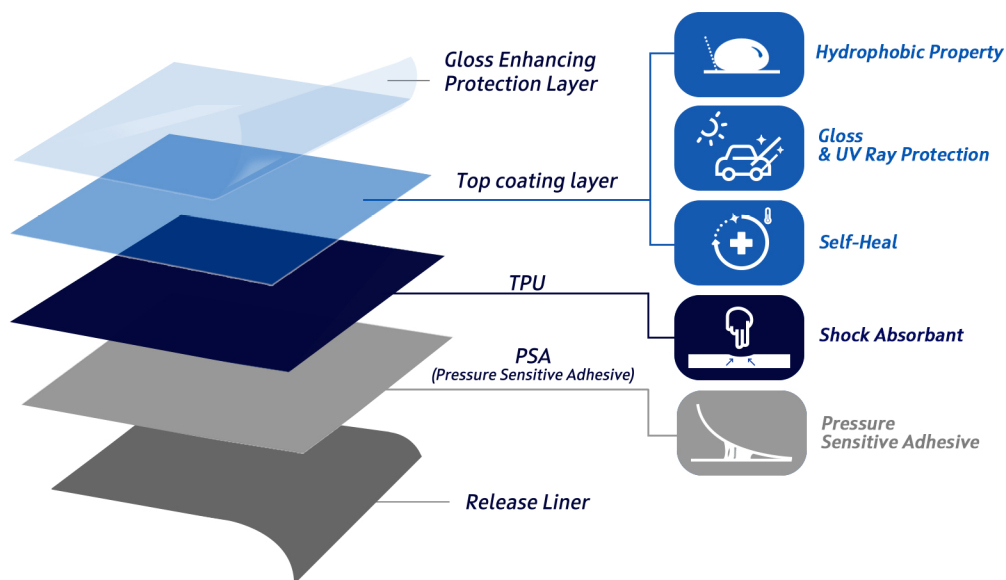 Gloss Enhancing
Protection Layer
Top coating layer
TPU
PSA
(Pressure Sensitive Adhesive)
Release Liner
Hydrophobic Property
Gloss
& UV Ray Protection
Self-Heal
Shock Absorbant
Pressure
Sensitive Adhesive